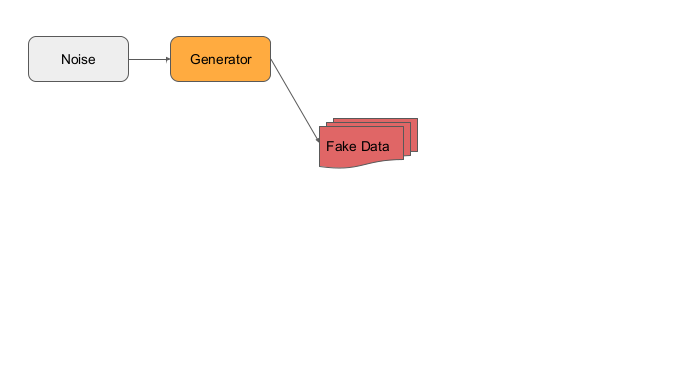 Noise
Generator
Fake Data